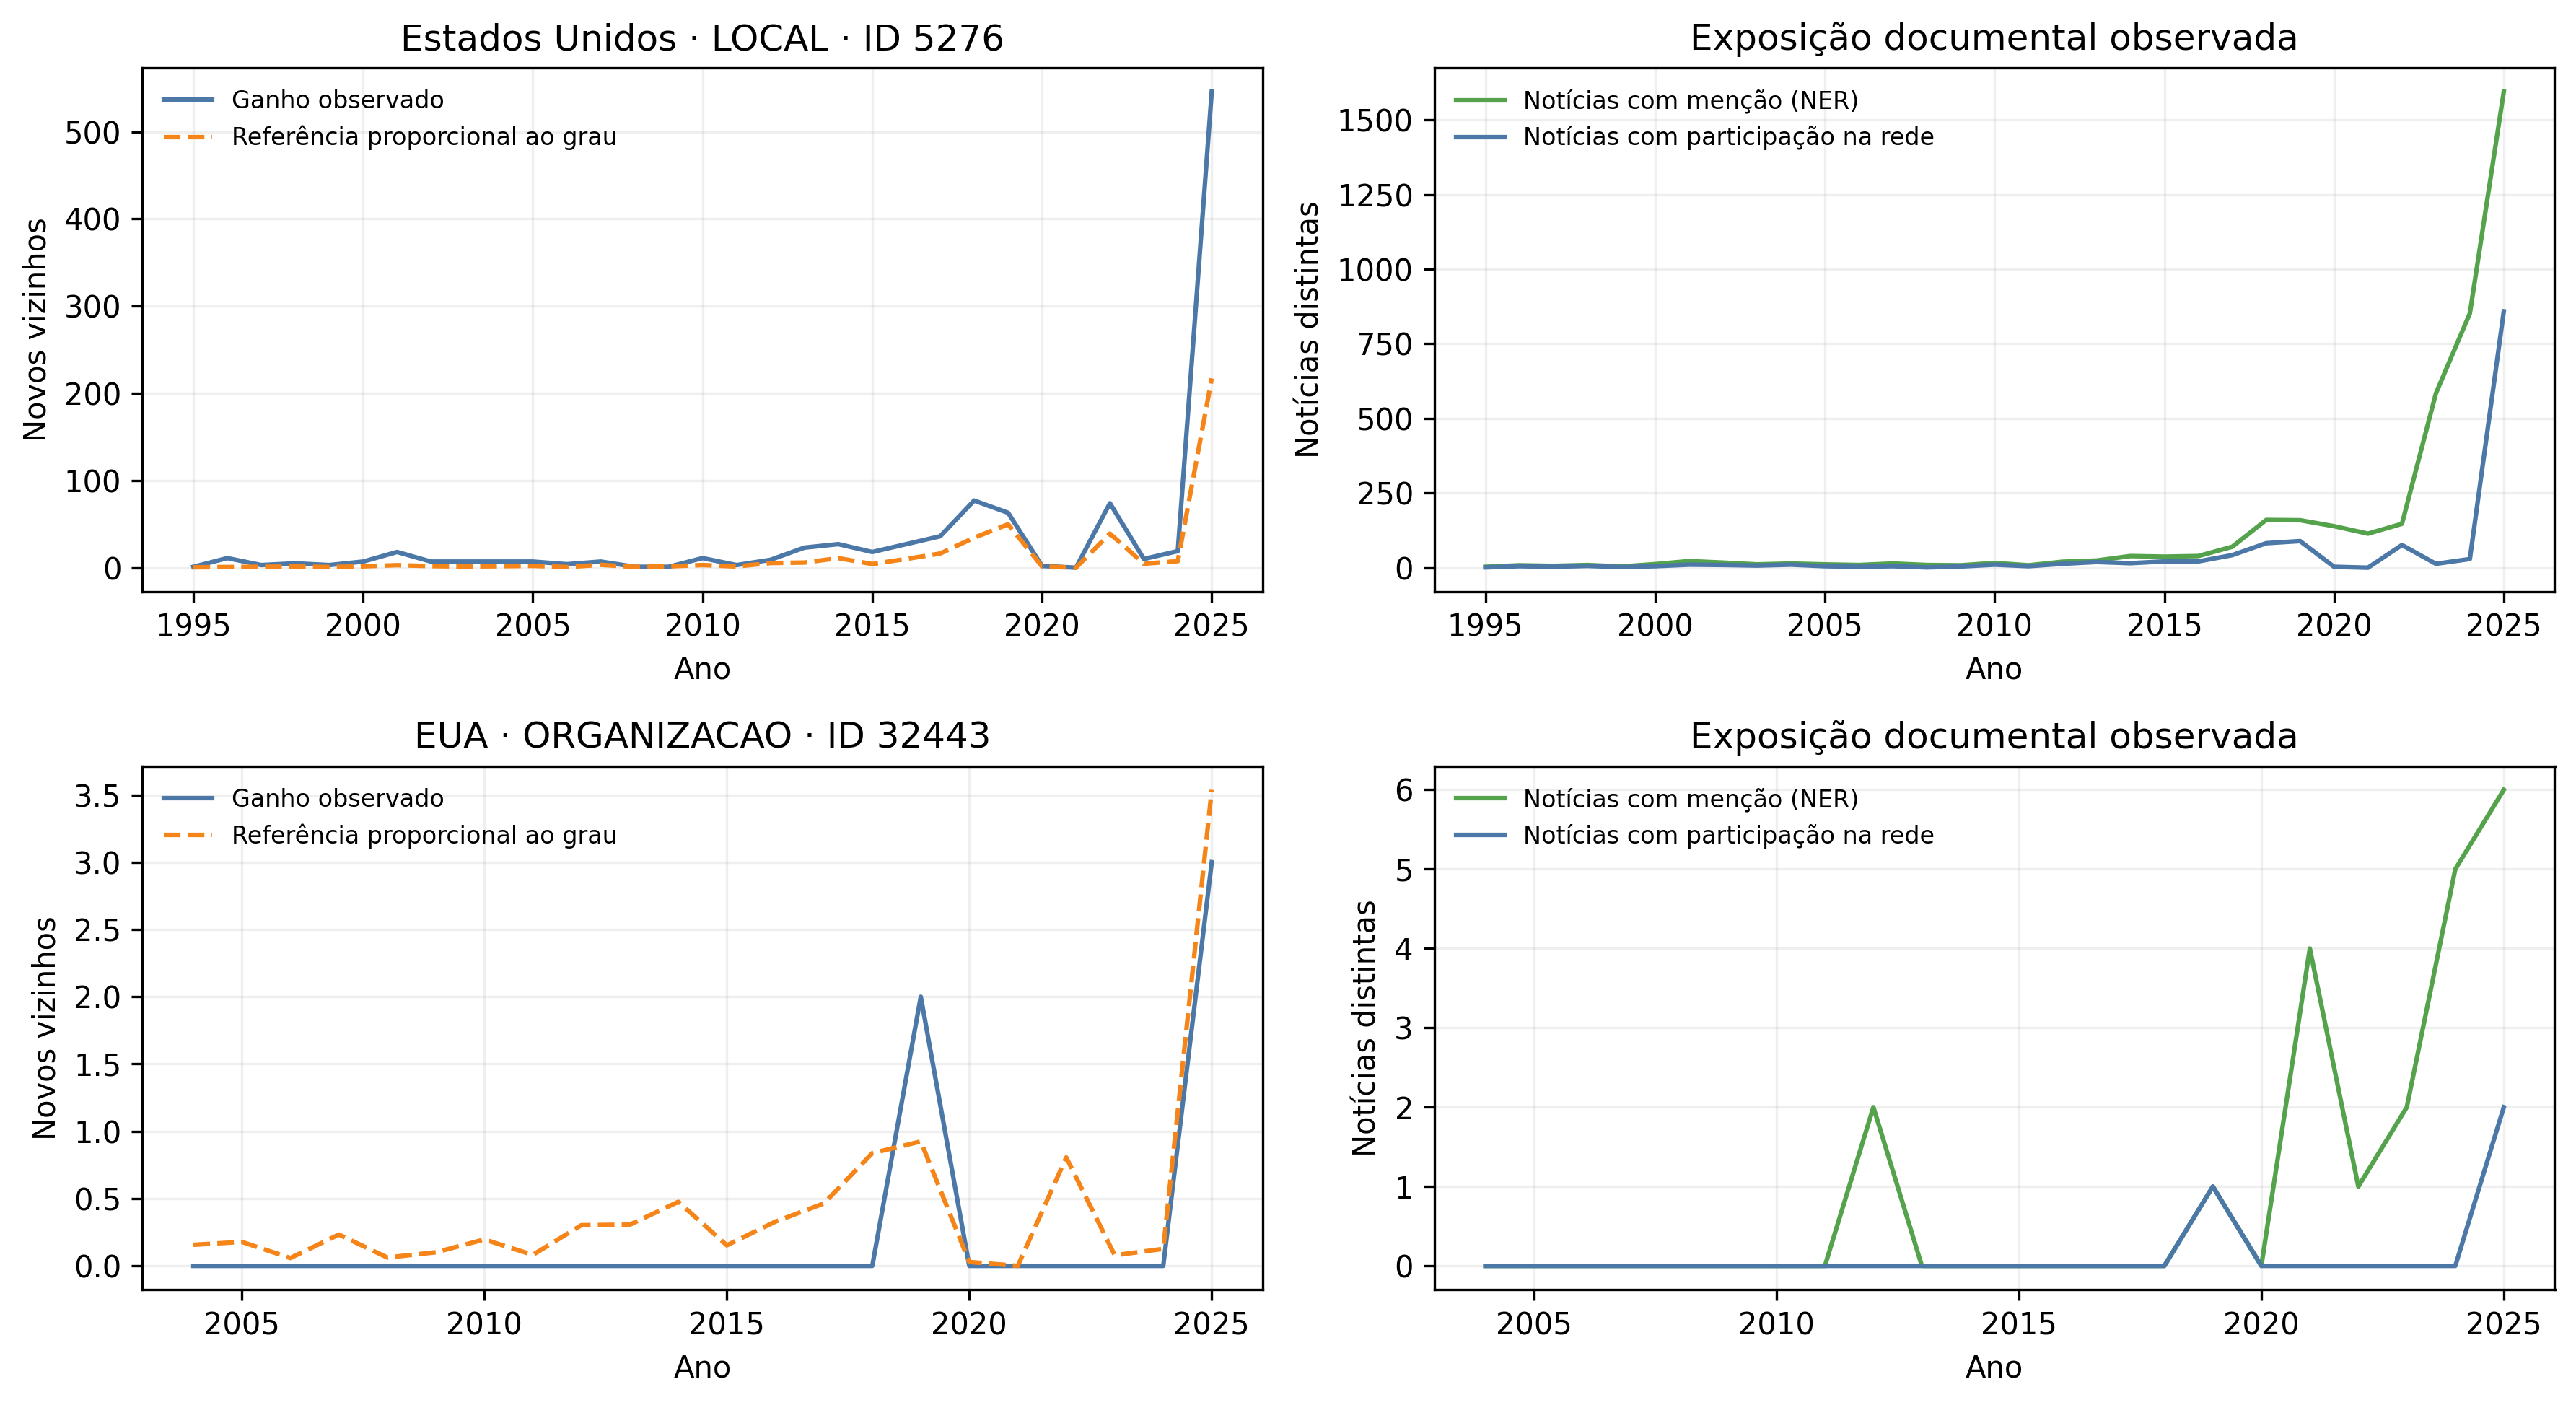 Estados Unidos · LOCAL · ID 5276
Ganho observado
Referência proporcional ao grau
Novos vizinhos
500
400
300
200
100
0
1995 2000 2005 2010 2015 2020 2025
Ano
Exposição documental observada
Notícias com menção (NER)
Notícias com participação na rede
Notícias distintas
1500
1250
1000
750
500
250
0
1995 2000 2005 2010 2015 2020 2025
Ano
EUA · ORGANIZACAO · ID 32443
Ganho observado
Referência proporcional ao grau
Novos vizinhos
3.5
3.0
2.5
2.0
1.5
1.0
0.5
0.0
2005 2010 2015 2020 2025
Ano
Exposição documental observada
Notícias com menção (NER)
Notícias com participação na rede
Notícias distintas
6
5
4
3
2
1
0
2005 2010 2015 2020 2025
Ano